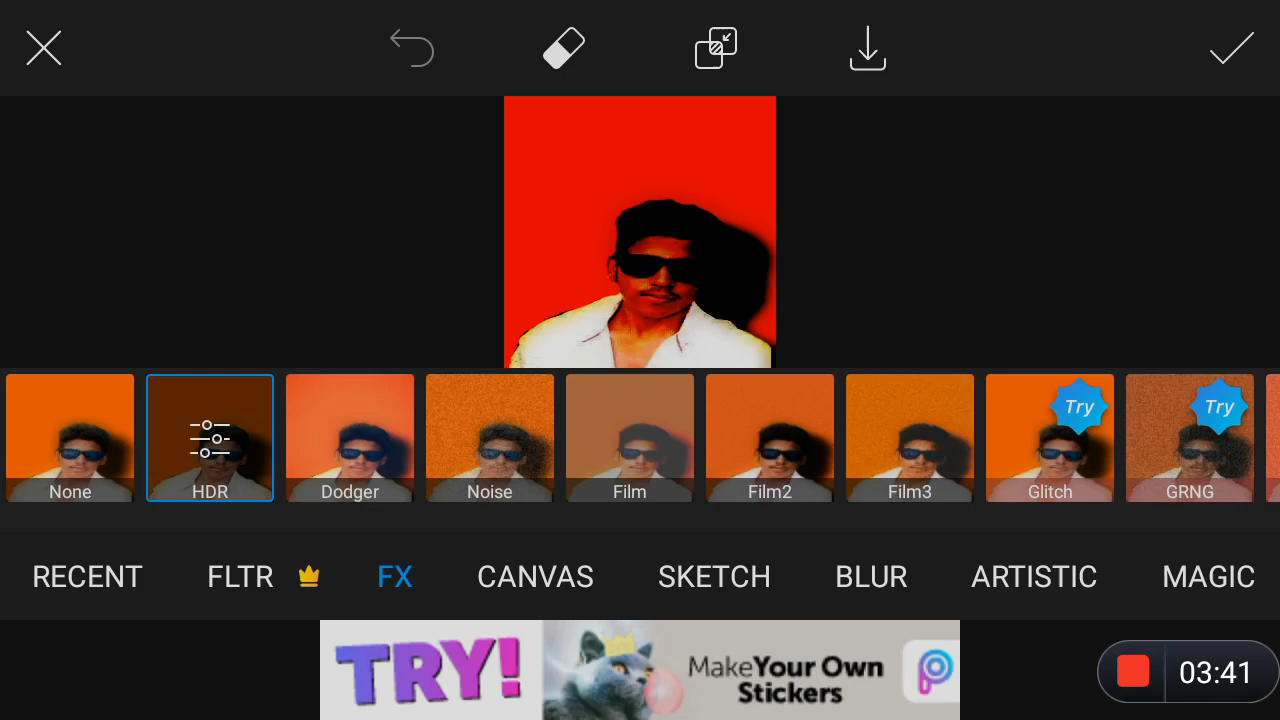 Try
Try
None
HDR
Dodger
Noise
Film
Film2
Film3
Glitch
GRNG
RECENT
FLTR
FX
CANVAS
SKETCH
BLUR
ARTISTIC
MAGIC
TRY!
MakeYour Own
Stickers
03:41